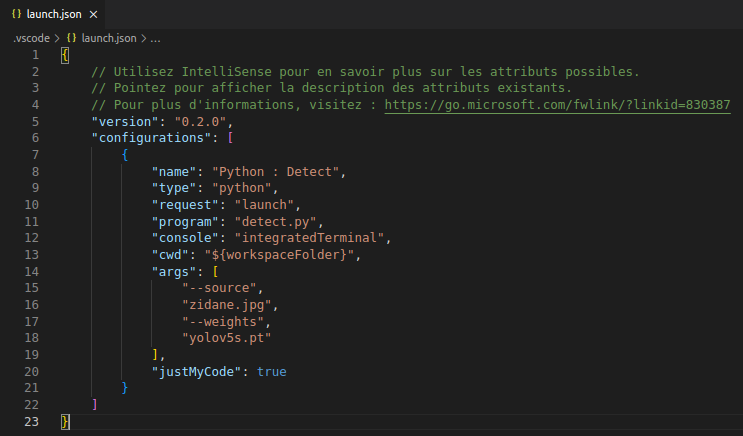 {} launch.json ×
.vscode > {} launch.json > ...
1 {
2 // Utilisez IntelliSense pour en savoir plus sur les attributs possibles.
3 // Pointez pour afficher la description des attributs existants.
4 // Pour plus d'informations, visitez : https://go.microsoft.com/fwlink/?linkid=830387
5 "version": "0.2.0",
6 "configurations": [
7 {
8 "name": "Python : Detect",
9 "type": "python",
10 "request": "launch",
11 "program": "detect.py",
12 "console": "integratedTerminal",
13 "cwd": "${workspaceFolder}",
14 "args": [
15 "--source",
16 "zidane.jpg",
17 "--weights",
18 "yolov5s.pt"
19 ],
20 "justMyCode": true
21 }
22 ]
23 }